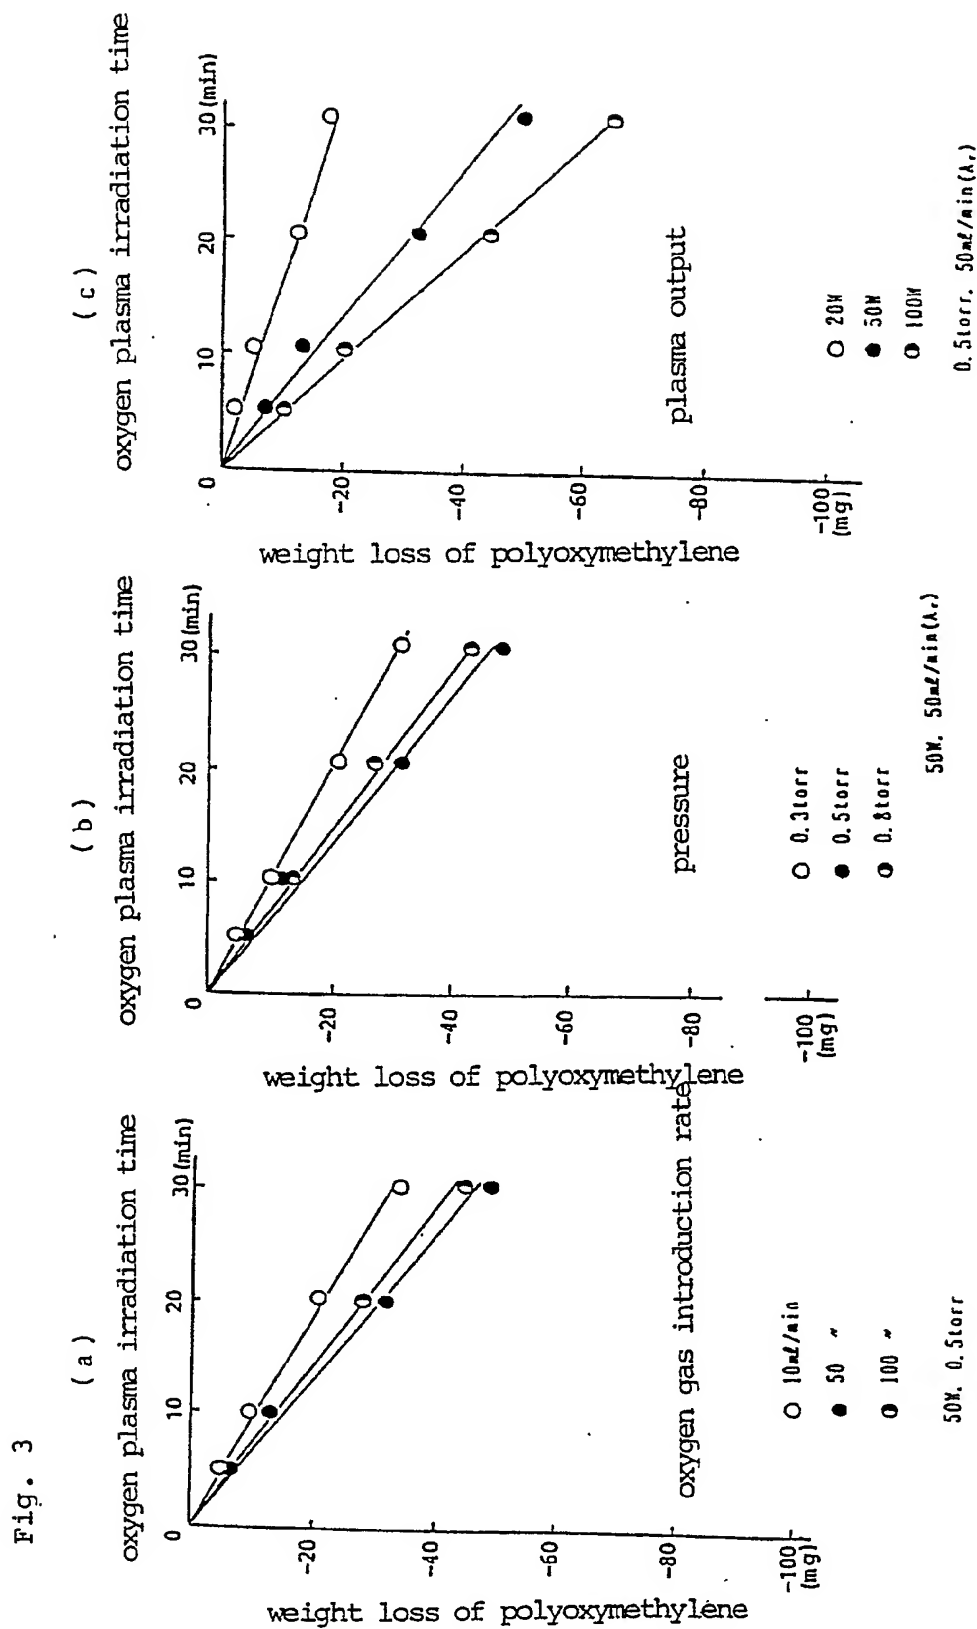 Fig. 3
(a)
oxygen plasma irradiation time
0
10
20
30(min)
-20
-40
-60
-80
-100
(mg)
weight loss of polyoxymethylene
oxygen gas introduction rate
10ml/min
50 〃
100 〃
50W. 0.5torr
(b)
oxygen plasma irradiation time
0
10
20
30(min)
-20
-40
-60
-80
-100
(mg)
weight loss of polyoxymethylene
pressure
0.3torr
0.5torr
0.8torr
50W. 50ml/min(Ar)
(c)
oxygen plasma irradiation time
0
10
20
30(min)
-20
-40
-60
-80
-100
(mg)
weight loss of polyoxymethylene
plasma output
20W
50W
100W
0.5torr. 50ml/min(Ar)